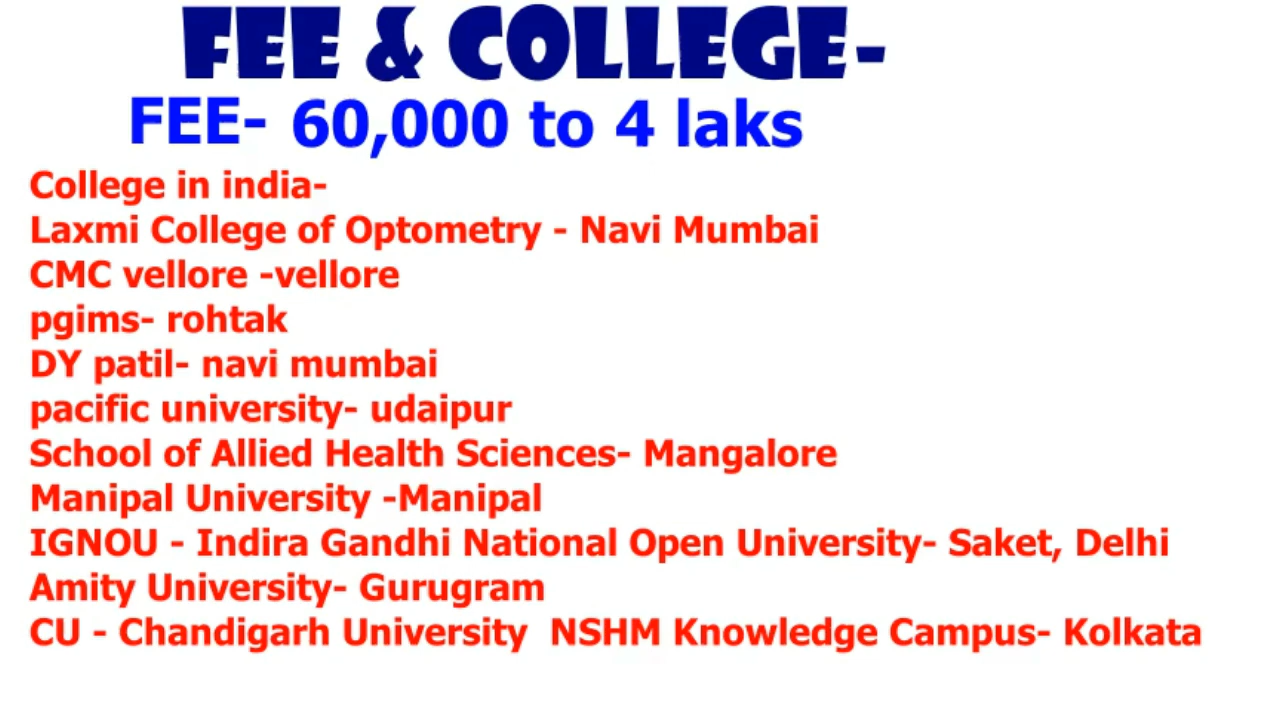 FEE & COLLEGE-
FEE- 60,000 to 4 laks
College in india-
Laxmi College of Optometry - Navi Mumbai
CMC vellore -vellore
pgims- rohtak
DY patil- navi mumbai
pacific university- udaipur
School of Allied Health Sciences- Mangalore
Manipal University -Manipal
IGNOU - Indira Gandhi National Open University- Saket, Delhi
Amity University- Gurugram
CU - Chandigarh University  NSHM Knowledge Campus- Kolkata